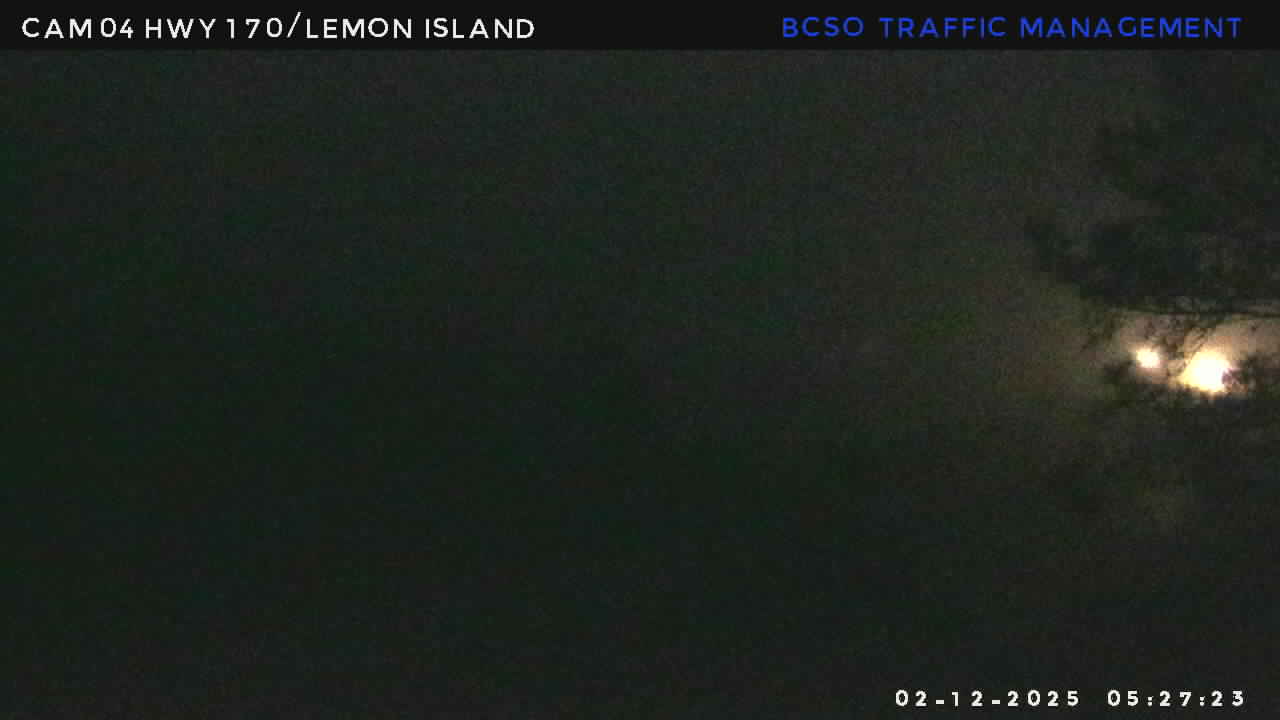 CAM04 HWY 170/LEMON ISLAND
BCSO TRAFFIC MANAGEMENT
02-12-2025 05:27:23